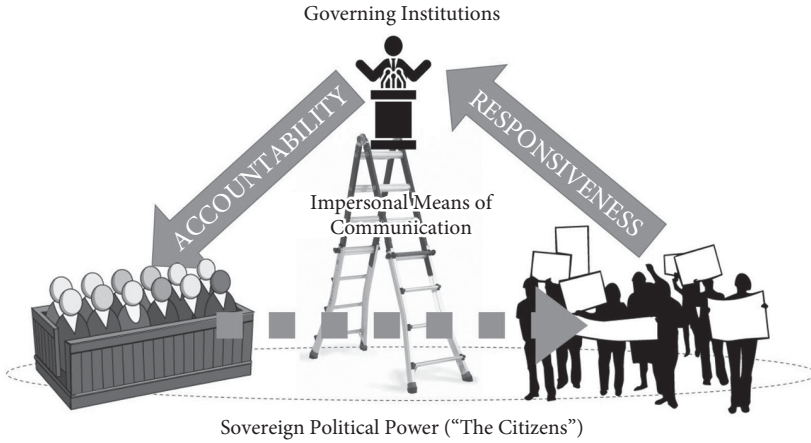 Governing Institutions
ACCOUNTABILITY
RESPONSIVENESS
Impersonal Means of
Communication
Sovereign Political Power (“The Citizens”)